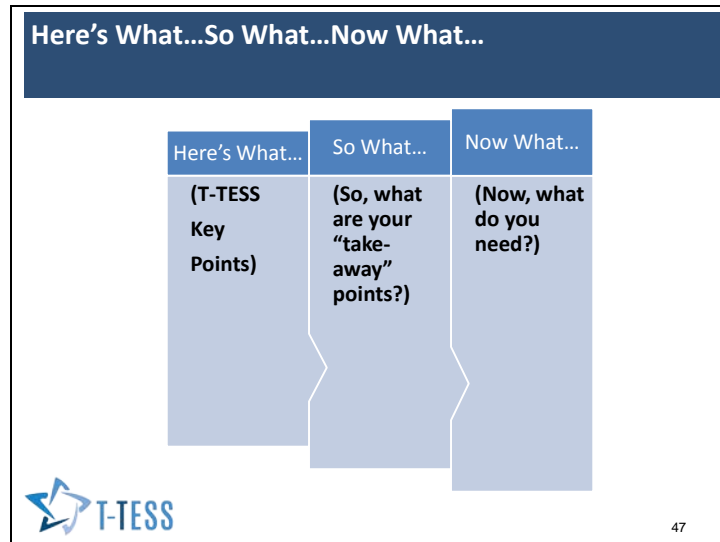 Here’s What…So What…Now What…
Here’s What…
(T-TESS
Key
Points)
So What…
(So, what
are your
“take-
away”
points?)
Now What…
(Now, what
do you
need?)
T-TESS
47